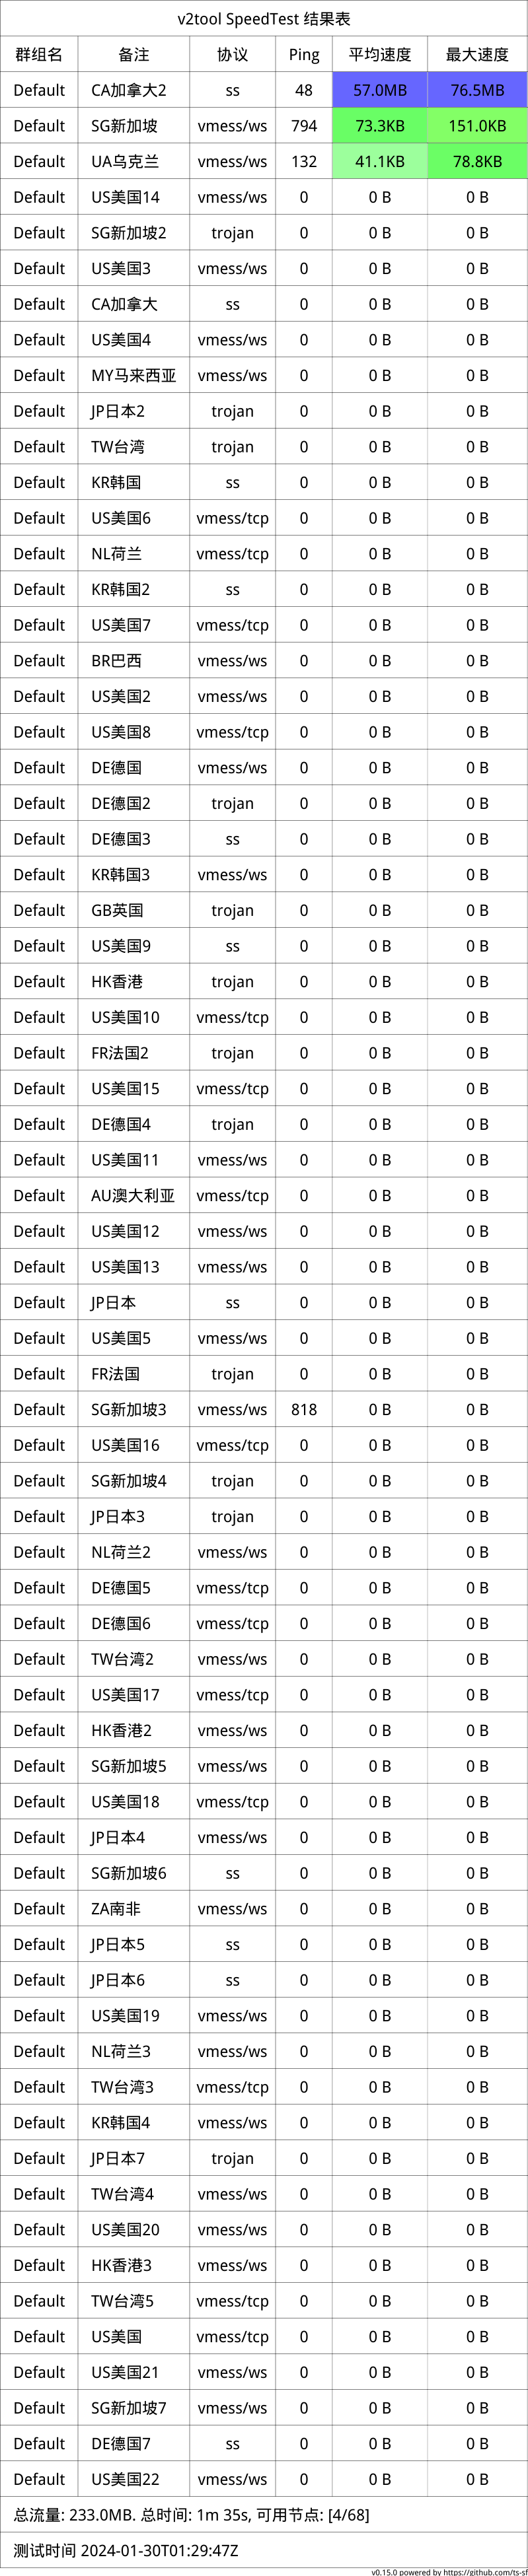 v2tool SpeedTest 结果表
群组名 备注 协议 Ping 平均速度 最大速度
Default CA加拿大2 ss 48 57.0MB 76.5MB
Default SG新加坡 vmess/ws 794 73.3KB 151.0KB
Default UA乌克兰 vmess/ws 132 41.1KB 78.8KB
Default US美国14 vmess/ws 0 0 B 0 B
Default SG新加坡2 trojan 0 0 B 0 B
Default US美国3 vmess/ws 0 0 B 0 B
Default CA加拿大 ss 0 0 B 0 B
Default US美国4 vmess/ws 0 0 B 0 B
Default MY马来西亚 vmess/ws 0 0 B 0 B
Default JP日本2 trojan 0 0 B 0 B
Default TW台湾 trojan 0 0 B 0 B
Default KR韩国 ss 0 0 B 0 B
Default US美国6 vmess/tcp 0 0 B 0 B
Default NL荷兰 vmess/tcp 0 0 B 0 B
Default KR韩国2 ss 0 0 B 0 B
Default US美国7 vmess/tcp 0 0 B 0 B
Default BR巴西 vmess/ws 0 0 B 0 B
Default US美国2 vmess/ws 0 0 B 0 B
Default US美国8 vmess/tcp 0 0 B 0 B
Default DE德国 vmess/ws 0 0 B 0 B
Default DE德国2 trojan 0 0 B 0 B
Default DE德国3 ss 0 0 B 0 B
Default KR韩国3 vmess/ws 0 0 B 0 B
Default GB英国 trojan 0 0 B 0 B
Default US美国9 ss 0 0 B 0 B
Default HK香港 trojan 0 0 B 0 B
Default US美国10 vmess/tcp 0 0 B 0 B
Default FR法国2 trojan 0 0 B 0 B
Default US美国15 vmess/tcp 0 0 B 0 B
Default DE德国4 trojan 0 0 B 0 B
Default US美国11 vmess/ws 0 0 B 0 B
Default AU澳大利亚 vmess/tcp 0 0 B 0 B
Default US美国12 vmess/ws 0 0 B 0 B
Default US美国13 vmess/ws 0 0 B 0 B
Default JP日本 ss 0 0 B 0 B
Default US美国5 vmess/ws 0 0 B 0 B
Default FR法国 trojan 0 0 B 0 B
Default SG新加坡3 vmess/ws 818 0 B 0 B
Default US美国16 vmess/tcp 0 0 B 0 B
Default SG新加坡4 trojan 0 0 B 0 B
Default JP日本3 trojan 0 0 B 0 B
Default NL荷兰2 vmess/ws 0 0 B 0 B
Default DE德国5 vmess/tcp 0 0 B 0 B
Default DE德国6 vmess/tcp 0 0 B 0 B
Default TW台湾2 vmess/ws 0 0 B 0 B
Default US美国17 vmess/tcp 0 0 B 0 B
Default HK香港2 vmess/ws 0 0 B 0 B
Default SG新加坡5 vmess/ws 0 0 B 0 B
Default US美国18 vmess/tcp 0 0 B 0 B
Default JP日本4 vmess/ws 0 0 B 0 B
Default SG新加坡6 ss 0 0 B 0 B
Default ZA南非 vmess/ws 0 0 B 0 B
Default JP日本5 ss 0 0 B 0 B
Default JP日本6 ss 0 0 B 0 B
Default US美国19 vmess/ws 0 0 B 0 B
Default NL荷兰3 vmess/ws 0 0 B 0 B
Default TW台湾3 vmess/tcp 0 0 B 0 B
Default KR韩国4 vmess/ws 0 0 B 0 B
Default JP日本7 trojan 0 0 B 0 B
Default TW台湾4 vmess/ws 0 0 B 0 B
Default US美国20 vmess/ws 0 0 B 0 B
Default HK香港3 vmess/ws 0 0 B 0 B
Default TW台湾5 vmess/tcp 0 0 B 0 B
Default US美国 vmess/tcp 0 0 B 0 B
Default US美国21 vmess/ws 0 0 B 0 B
Default SG新加坡7 vmess/ws 0 0 B 0 B
Default DE德国7 ss 0 0 B 0 B
Default US美国22 vmess/ws 0 0 B 0 B
总流量: 233.0MB. 总时间: 1m 35s, 可用节点: [4/68]
测试时间 2024-01-30T01:29:47Z
v0.15.0 powered by https://github.com/ts-sf